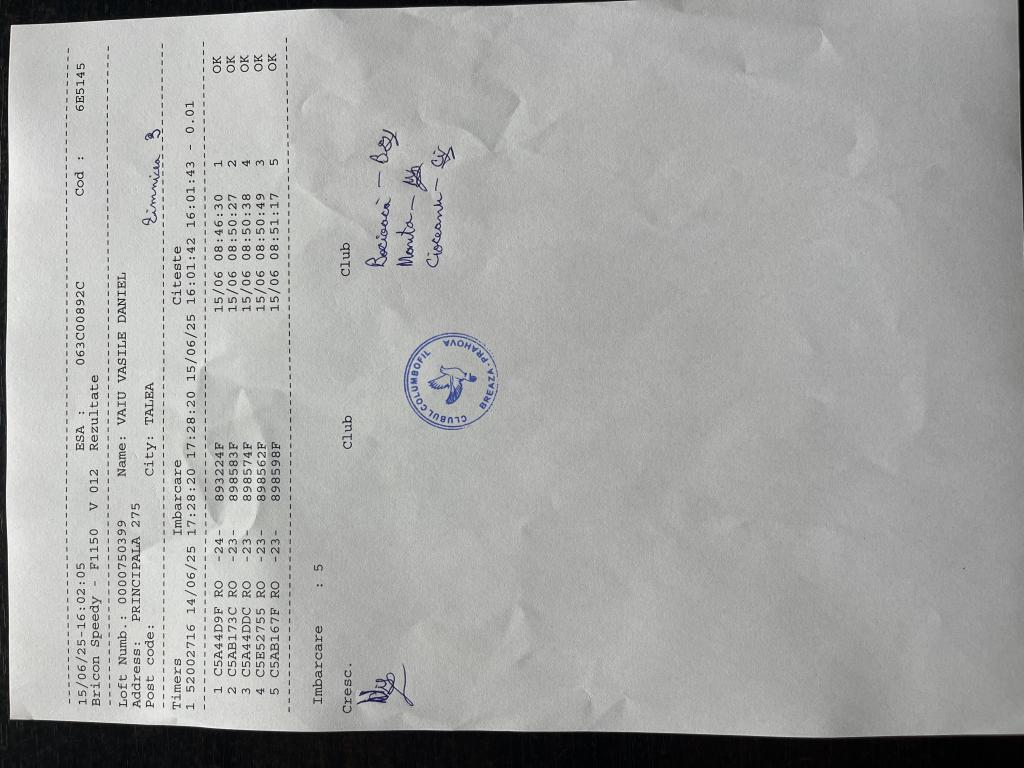 15/06/25-16:02:05 ESA : 063C00892C Cod : 6E5145
Bricon Speedy - F1150 V 012 Rezultate
Loft Numb.: 0000750399 Name: VAIU VASILE DANIEL
Address: PRINCIPALA 275
Post code: City: TALEA
Zimnicea 3
Timers Imbarcare Citeste
1 52002716 14/06/25 17:28:20 17:28:20 15/06/25 16:01:42 16:01:43 - 0.01
1 C5A44D9F RO -24- 893224F 15/06 08:46:30 1 OK
2 C5AB173C RO -23- 898583F 15/06 08:50:27 2 OK
3 C5A44DDC RO -23- 898574F 15/06 08:50:38 4 OK
4 C5E52755 RO -23- 898562F 15/06 08:50:49 3 OK
5 C5AB167F RO -23- 898598F 15/06 08:51:17 5 OK
Imbarcare : 5
Cresc. Club Club
Cioceanu -
CLUBUL COLUMBOFIL
BREAZA - PRAHOVA